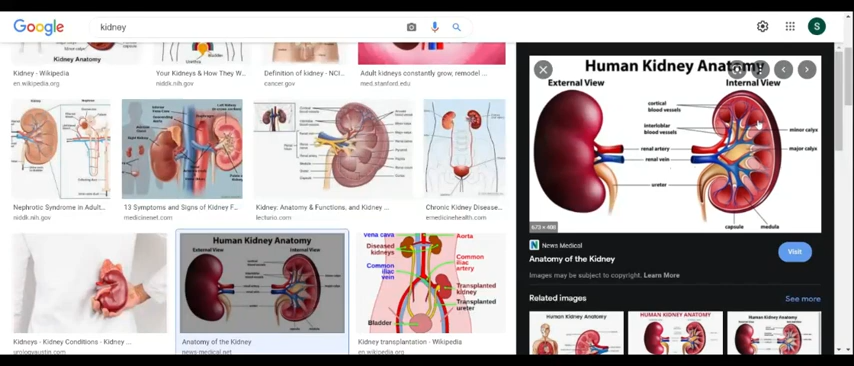 Google
kidney
S
Kidney Anatomy
Bladder
Kidney - Wikipedia
en.wikipedia.org
Your Kidneys & How They W...
niddk.nih.gov
Definition of kidney - NCI...
cancer.gov
Adult kidneys constantly grow, remodel ...
med.stanford.edu
Nephrotic Syndrome in Adult...
niddk.nih.gov
13 Symptoms and Signs of Kidney F...
medicinenet.com
Kidney: Anatomy & Functions, and Kidney ...
lecturio.com
Chronic Kidney Disease...
emedicinehealth.com
Human Kidney Anatomy
External View
Internal View
Vena cava
Aorta
Diseased kidneys
Common iliac artery
Common iliac vein
Transplanted kidney
Transplanted ureter
Bladder
Kidneys - Kidney Conditions - Kidney ...
urologyaustin.com
Anatomy of the Kidney
news-medical.net
Kidney transplantation - Wikipedia
en.wikipedia.org
Human Kidney Anatomy
External View
Internal View
cortical
blood vessels
interloblar
blood vessels
minor calyx
major calyx
renal artery
renal vein
ureter
capsula
medula
News Medical
Visit
Anatomy of the Kidney
Images may be subject to copyright. Learn More
Related images
See more
Human Kidney Anatomy
HUMAN KIDNEY ANATOMY
Human Kidney Anatomy